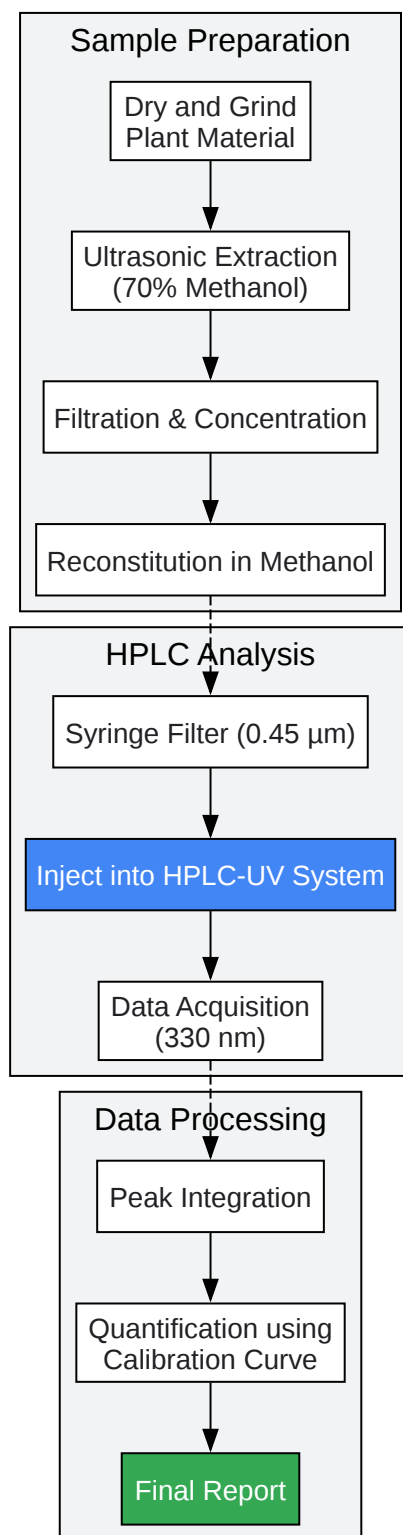 Sample Preparation
Dry and Grind
Plant Material
Ultrasonic Extraction
(70% Methanol)
Filtration & Concentration
Reconstitution in Methanol
HPLC Analysis
Syringe Filter (0.45 µm)
Inject into HPLC-UV System
Data Acquisition
(330 nm)
Data Processing
Peak Integration
Quantification using
Calibration Curve
Final Report